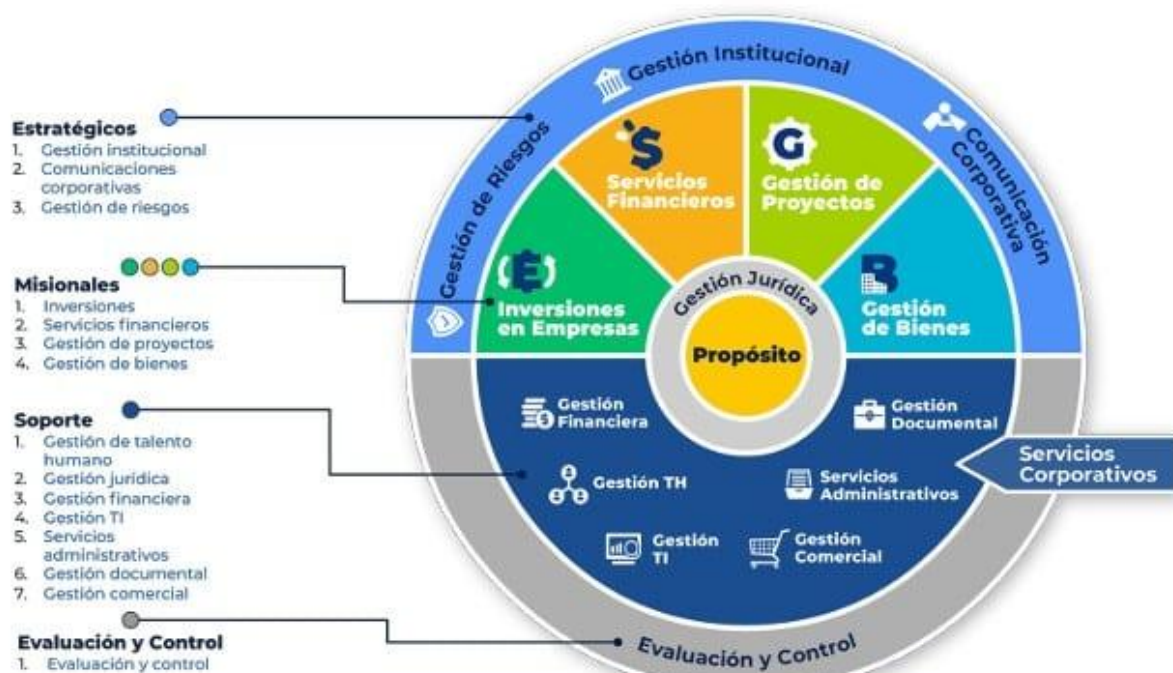 Estratégicos
1. Gestión institucional
2. Comunicaciones
corporativas
3. Gestión de riesgos
Misionales
1. Inversiones
2. Servicios financieros
3. Gestión de proyectos
4. Gestión de bienes
Soporte
1. Gestión de talento
humano
2. Gestión jurídica
3. Gestión financiera
4. Gestión TI
5. Servicios
administrativos
6. Gestión documental
7. Gestión comercial
Evaluación y Control
1. Evaluación y control
Gestión de Riesgos
Gestión Institucional
Comunicación
Corporativa
Servicios
Financieros
Gestión de
Proyectos
Inversiones
en Empresas
Gestión
de Bienes
Gestión Jurídica
Propósito
Gestión
Financiera
Gestión
Documental
Gestión TH
Servicios
Administrativos
Gestión
TI
Gestión
Comercial
Servicios
Corporativos
Evaluación y Control